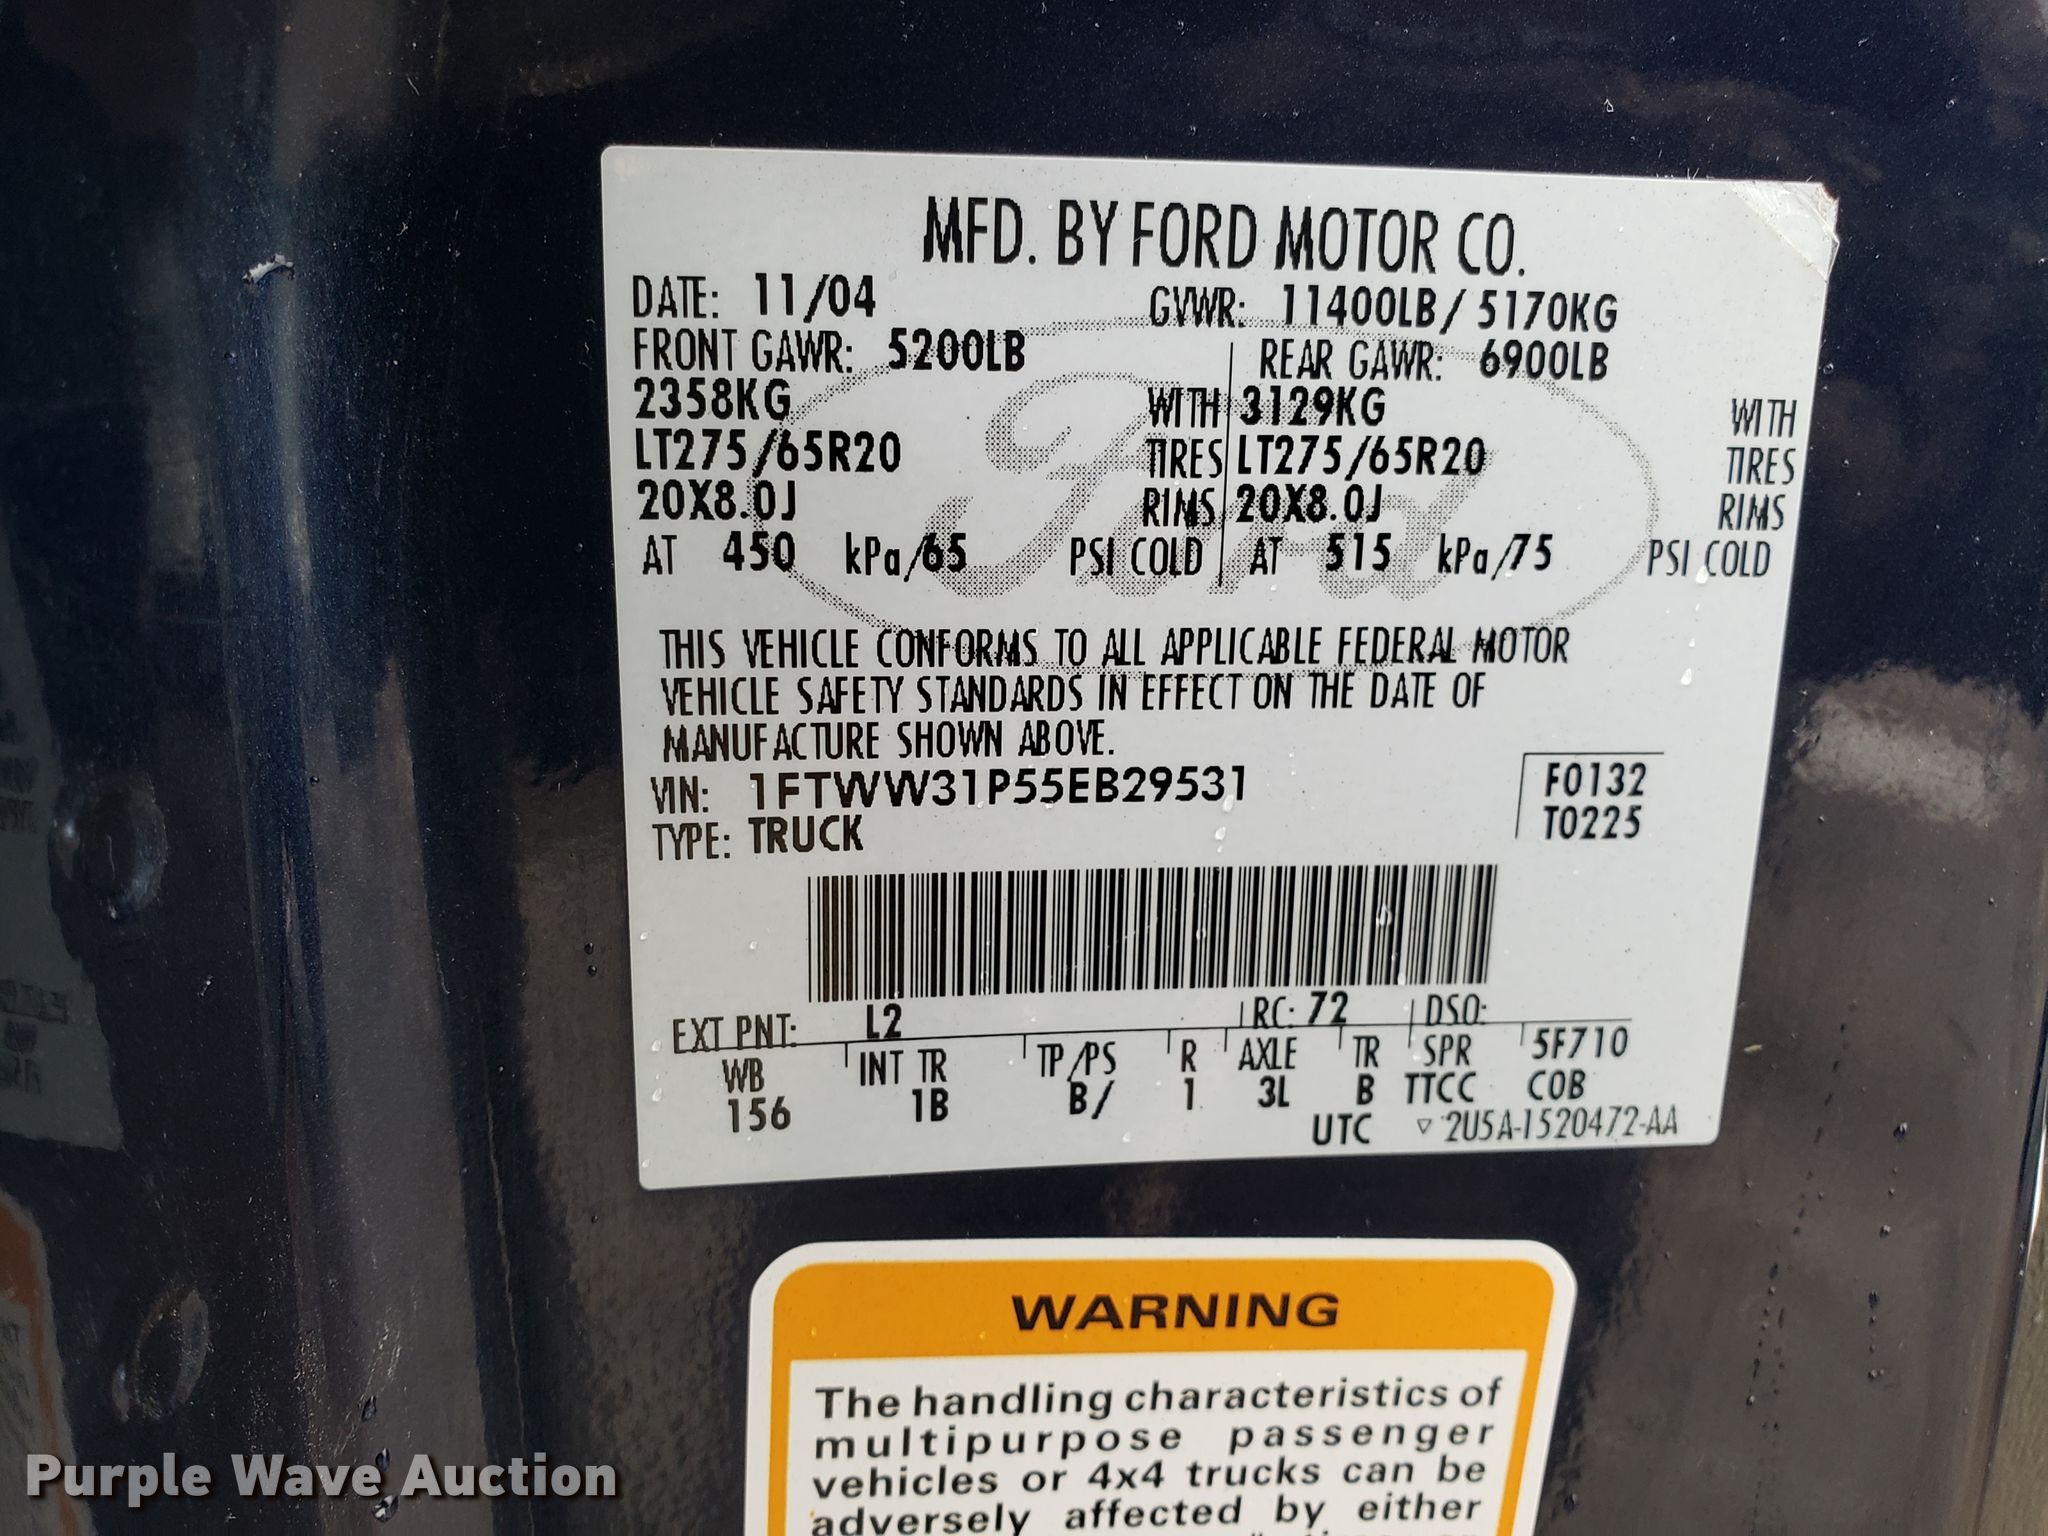 MFD. BY FORD MOTOR CO.
DATE: 11/04 GVWR: 11400LB/ 5170KG
FRONT GAWR: 5200LB REAR GAWR: 6900LB
2358KG WITH 3129KG WITH
LT275/65R20 TIRES LT275/65R20 TIRES
20X8.0J RIMS 20X8.0J RIMS
AT 450 kPa/65 PSI COLD AT 515 kPa/75 PSI COLD
THIS VEHICLE CONFORMS TO ALL APPLICABLE FEDERAL MOTOR
VEHICLE SAFETY STANDARDS IN EFFECT ON THE DATE OF
MANUFACTURE SHOWN ABOVE.
VIN: 1FTWW31P55EB29531 F0132
TYPE: TRUCK T0225
EXT PNT: L2 RC: 72 DSO:
WB INT TR TP/PS R AXLE TR SPR 5F710
156 1B B/ 1 3L B TTCC C0B
UTC ▽ 2U5A-1520472-AA
Ford
WARNING
The handling characteristics of
multipurpose passenger
vehicles or 4x4 trucks can be
adversely affected by either
Purple Wave Auction